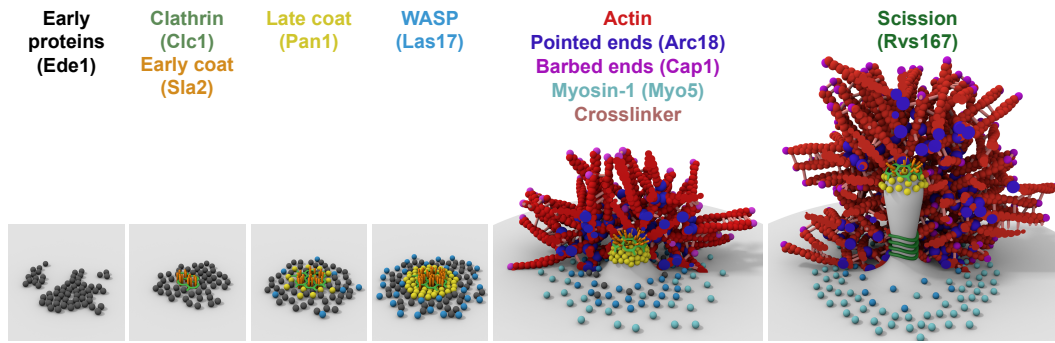 Early
proteins
(Ede1)
Clathrin
(Clc1)
Early coat
(Sla2)
Late coat
(Pan1)
WASP
(Las17)
Actin
Pointed ends (Arc18)
Barbed ends (Cap1)
Myosin-1 (Myo5)
Crosslinker
Scission
(Rvs167)